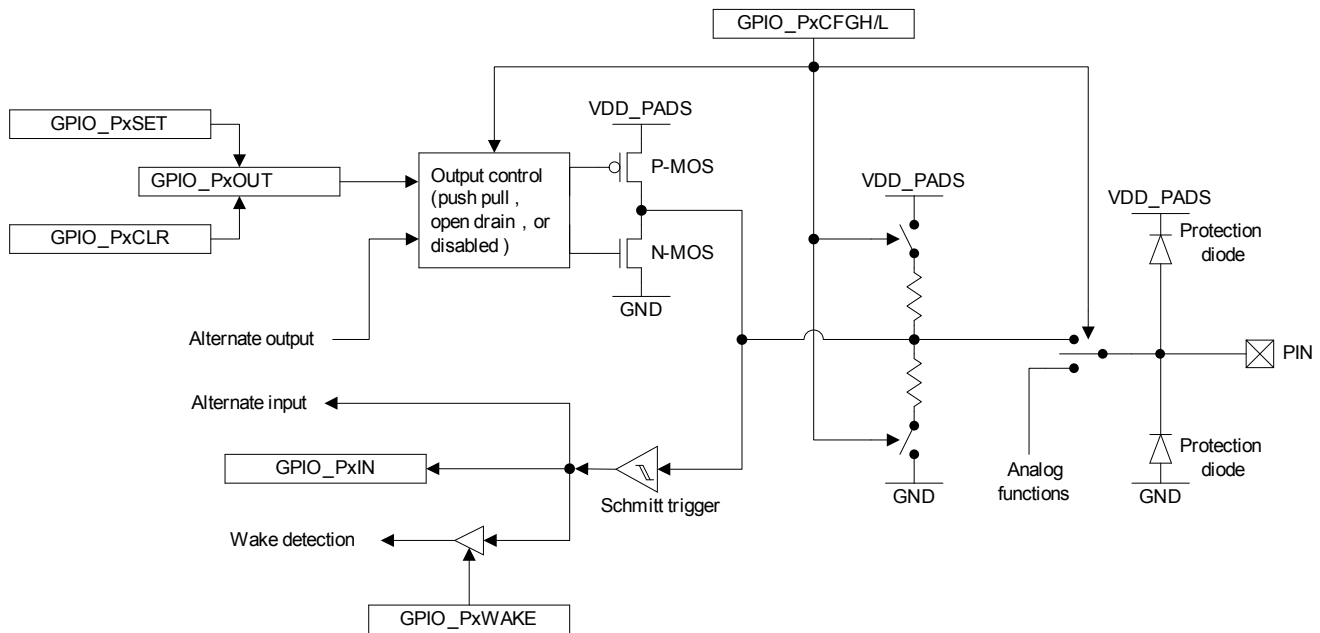 GPIO_PxCFGH/L
GPIO_PxSET
VDD_PADS
GPIO_PxOUT
Output control
(push pull ,
open drain , or
disabled )
P-MOS
VDD_PADS
VDD_PADS
GPIO_PxCLR
N-MOS
Protection
diode
GND
Alternate output
PIN
Alternate input
GPIO_PxIN
Schmitt trigger
Analog
functions
Protection
diode
GND
GND
Wake detection
GPIO_PxWAKE